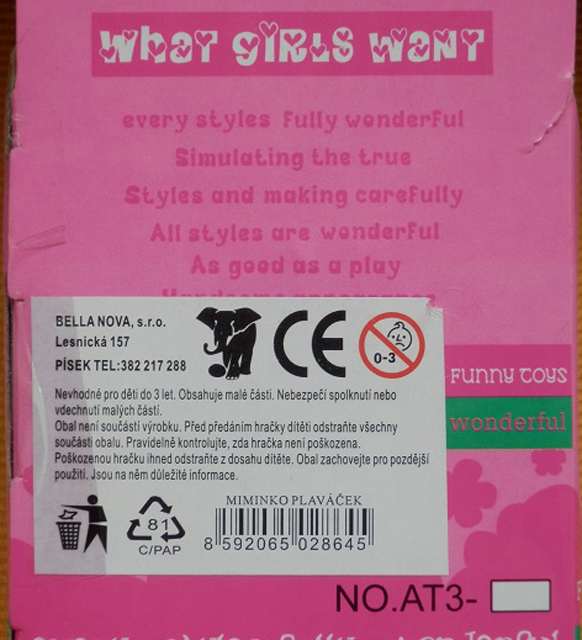 What GIRLS WANT
every styles fully wonderful
Simulating the true
Styles and making carefully
All styles are wonderful
As good as a play
BELLA NOVA, s.r.o.
Lesnická 157
PÍSEK TEL:382 217 288
CE
0-3
Nevhodné pro děti do 3 let. Obsahuje malé části. Nebezpečí spolknutí nebo
vdechnutí malých částí.
Obal není součástí výrobku. Před předáním hračky dítěti odstraňte všechny
součásti obalu. Pravidelně kontrolujte, zda hračka není poškozena.
Poškozenou hračku ihned odstraňte z dosahu dítěte. Obal zachovejte pro pozdější
použití. Jsou na něm důležité informace.
FUNNY TOYS
wonderful
81
C/PAP
MIMINKO PLAVÁČEK
8 592065 028645
NO.AT3-